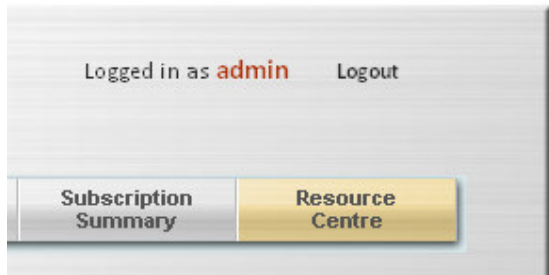 Logged in as admin Logout
Subscription Resource
Summary Centre